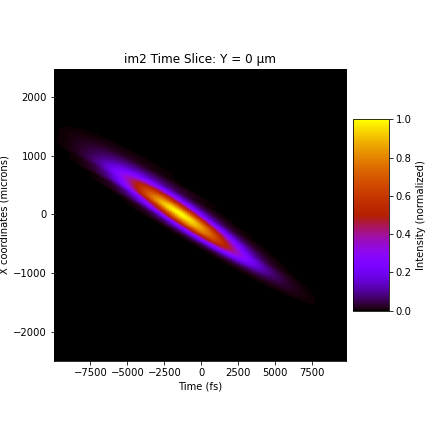 im2 Time Slice: Y = 0 μm
2000
1000
0
−1000
−2000
X coordinates (microns)
−7500 −5000 −2500 0 2500 5000 7500
Time (fs)
1.0
0.8
0.6
0.4
0.2
0.0
Intensity (normalized)